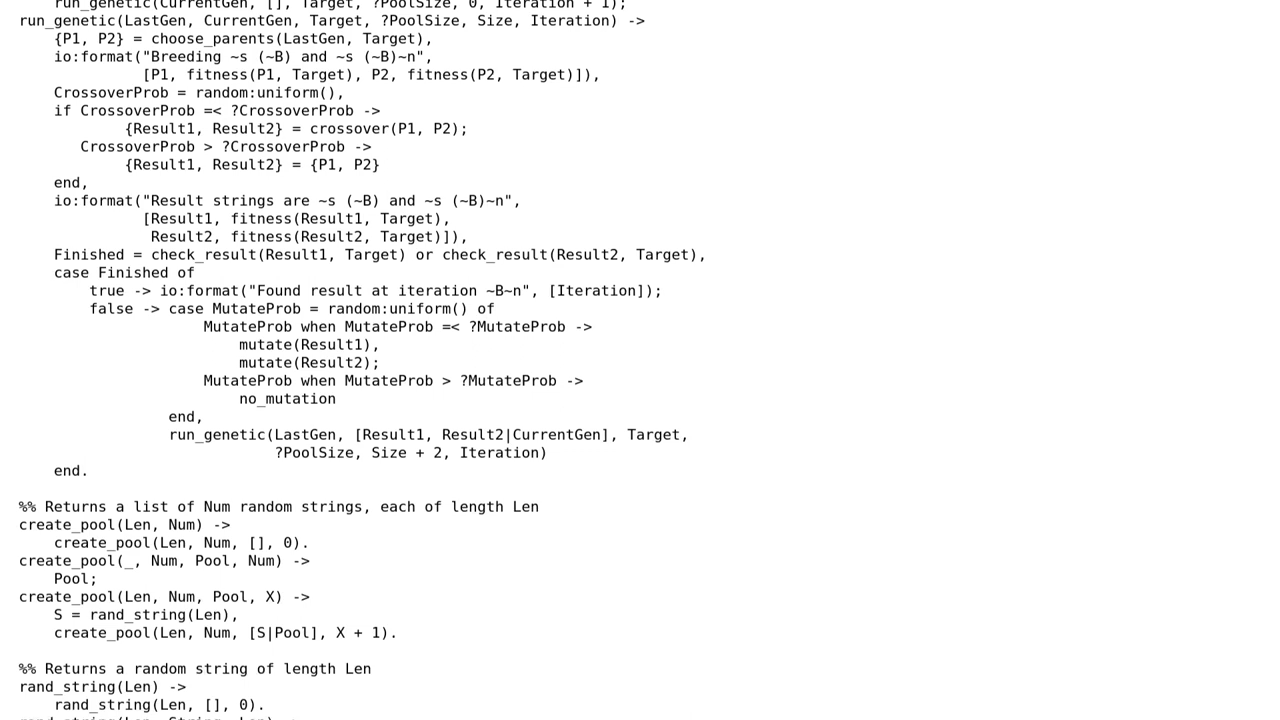 run_genetic(CurrentGen, [], Target, ?PoolSize, 0, Iteration + 1);
run_genetic(LastGen, CurrentGen, Target, ?PoolSize, Size, Iteration) ->
    {P1, P2} = choose_parents(LastGen, Target),
    io:format("Breeding ~s (~B) and ~s (~B)~n",
              [P1, fitness(P1, Target), P2, fitness(P2, Target)]),
    CrossoverProb = random:uniform(),
    if CrossoverProb =< ?CrossoverProb ->
            {Result1, Result2} = crossover(P1, P2);
       CrossoverProb > ?CrossoverProb ->
            {Result1, Result2} = {P1, P2}
    end,
    io:format("Result strings are ~s (~B) and ~s (~B)~n",
              [Result1, fitness(Result1, Target),
               Result2, fitness(Result2, Target)]),
    Finished = check_result(Result1, Target) or check_result(Result2, Target),
    case Finished of
        true -> io:format("Found result at iteration ~B~n", [Iteration]);
        false -> case MutateProb = random:uniform() of
                     MutateProb when MutateProb =< ?MutateProb ->
                         mutate(Result1),
                         mutate(Result2);
                     MutateProb when MutateProb > ?MutateProb ->
                         no_mutation
                 end,
                 run_genetic(LastGen, [Result1, Result2|CurrentGen], Target,
                             ?PoolSize, Size + 2, Iteration)
    end.

%% Returns a list of Num random strings, each of length Len
create_pool(Len, Num) ->
    create_pool(Len, Num, [], 0).
create_pool(_, Num, Pool, Num) ->
    Pool;
create_pool(Len, Num, Pool, X) ->
    S = rand_string(Len),
    create_pool(Len, Num, [S|Pool], X + 1).

%% Returns a random string of length Len
rand_string(Len) ->
    rand_string(Len, [], 0).